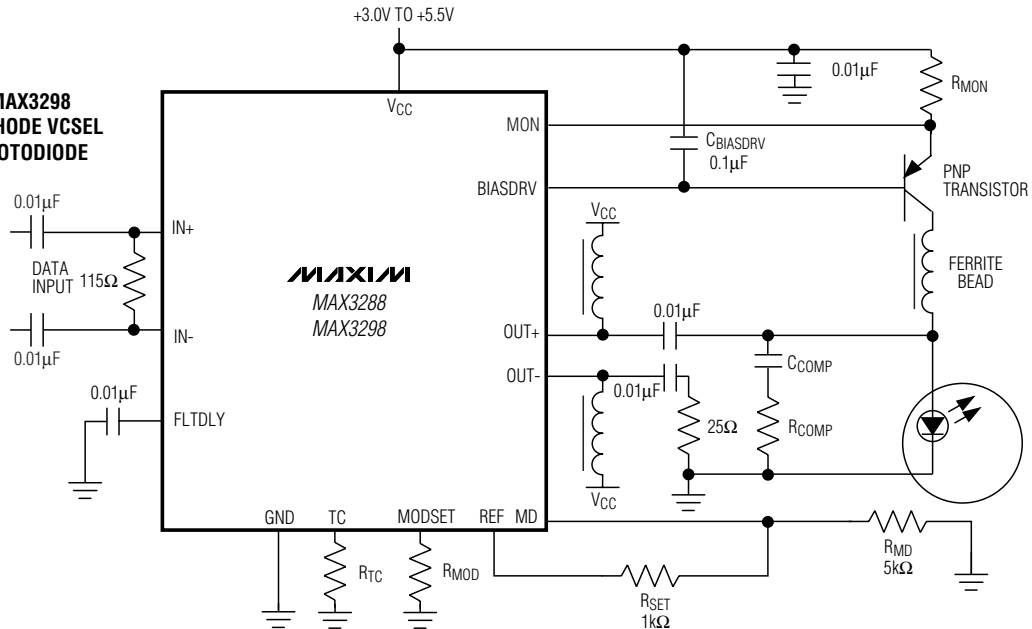 +3.0V TO +5.5V
MAX3298
HODE VCSEL
OTODIODE
VCC
0.01µF
RMON
MON
CBIASDRV
0.1µF
BIASDRV
PNP
TRANSISTOR
0.01µF
IN+
DATA
INPUT
115Ω
IN-
0.01µF
MAXIM
MAX3288
MAX3298
VCC
FERRITE
BEAD
OUT+
0.01µF
OUT-
0.01µF
CCOMP
25Ω
RCOMP
VCC
0.01µF
FLTDLY
GND
TC
MODSET
REF
MD
RTC
RMOD
RSET
1kΩ
RMD
5kΩ